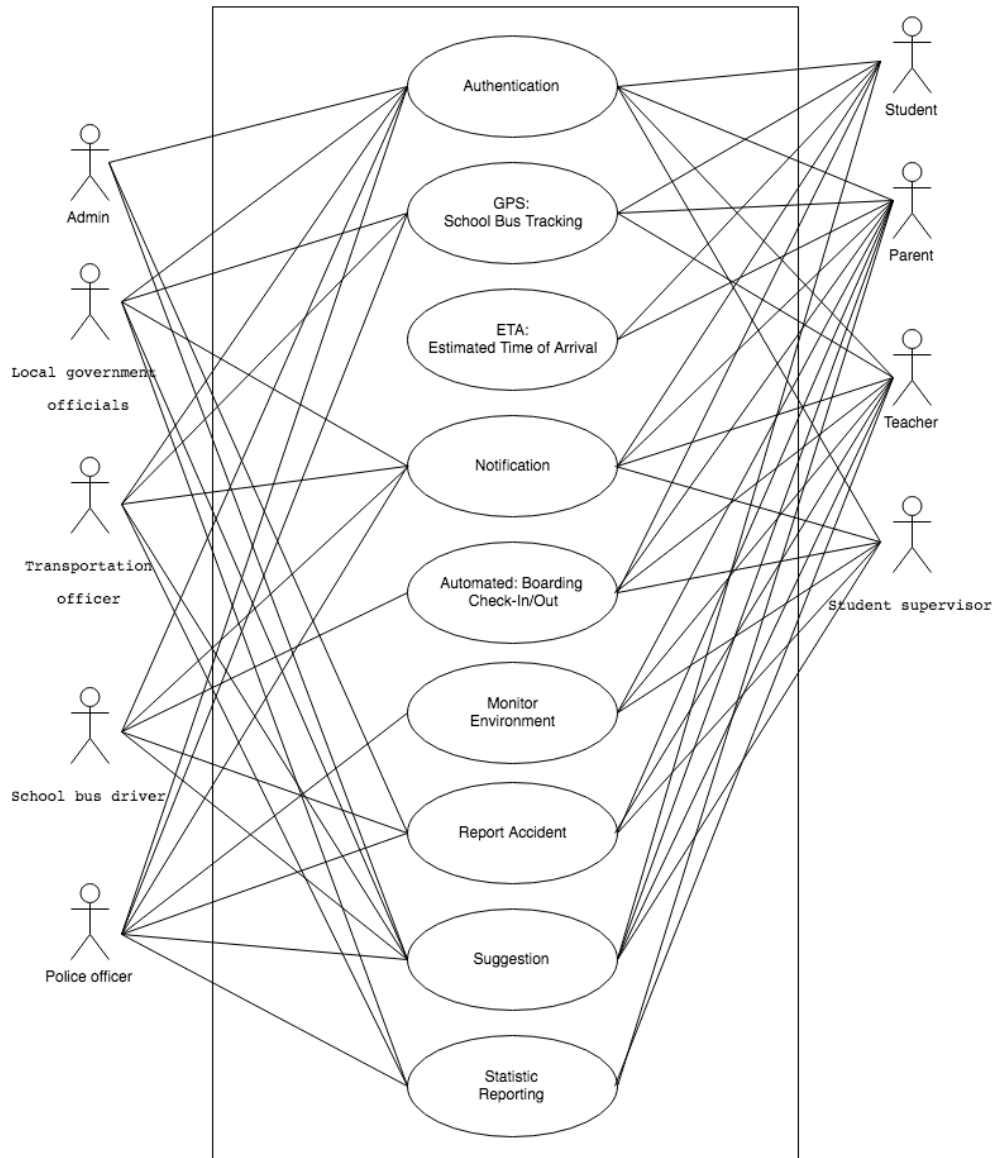 Authentication
Student
Admin
GPS:
School Bus Tracking
Parent
ETA:
Estimated Time of Arrival
Local government
officials
Teacher
Notification
Transportation
officer
Automated: Boarding
Check-In/Out
Student supervisor
Monitor
Environment
School bus driver
Report Accident
Suggestion
Police officer
Statistic
Reporting